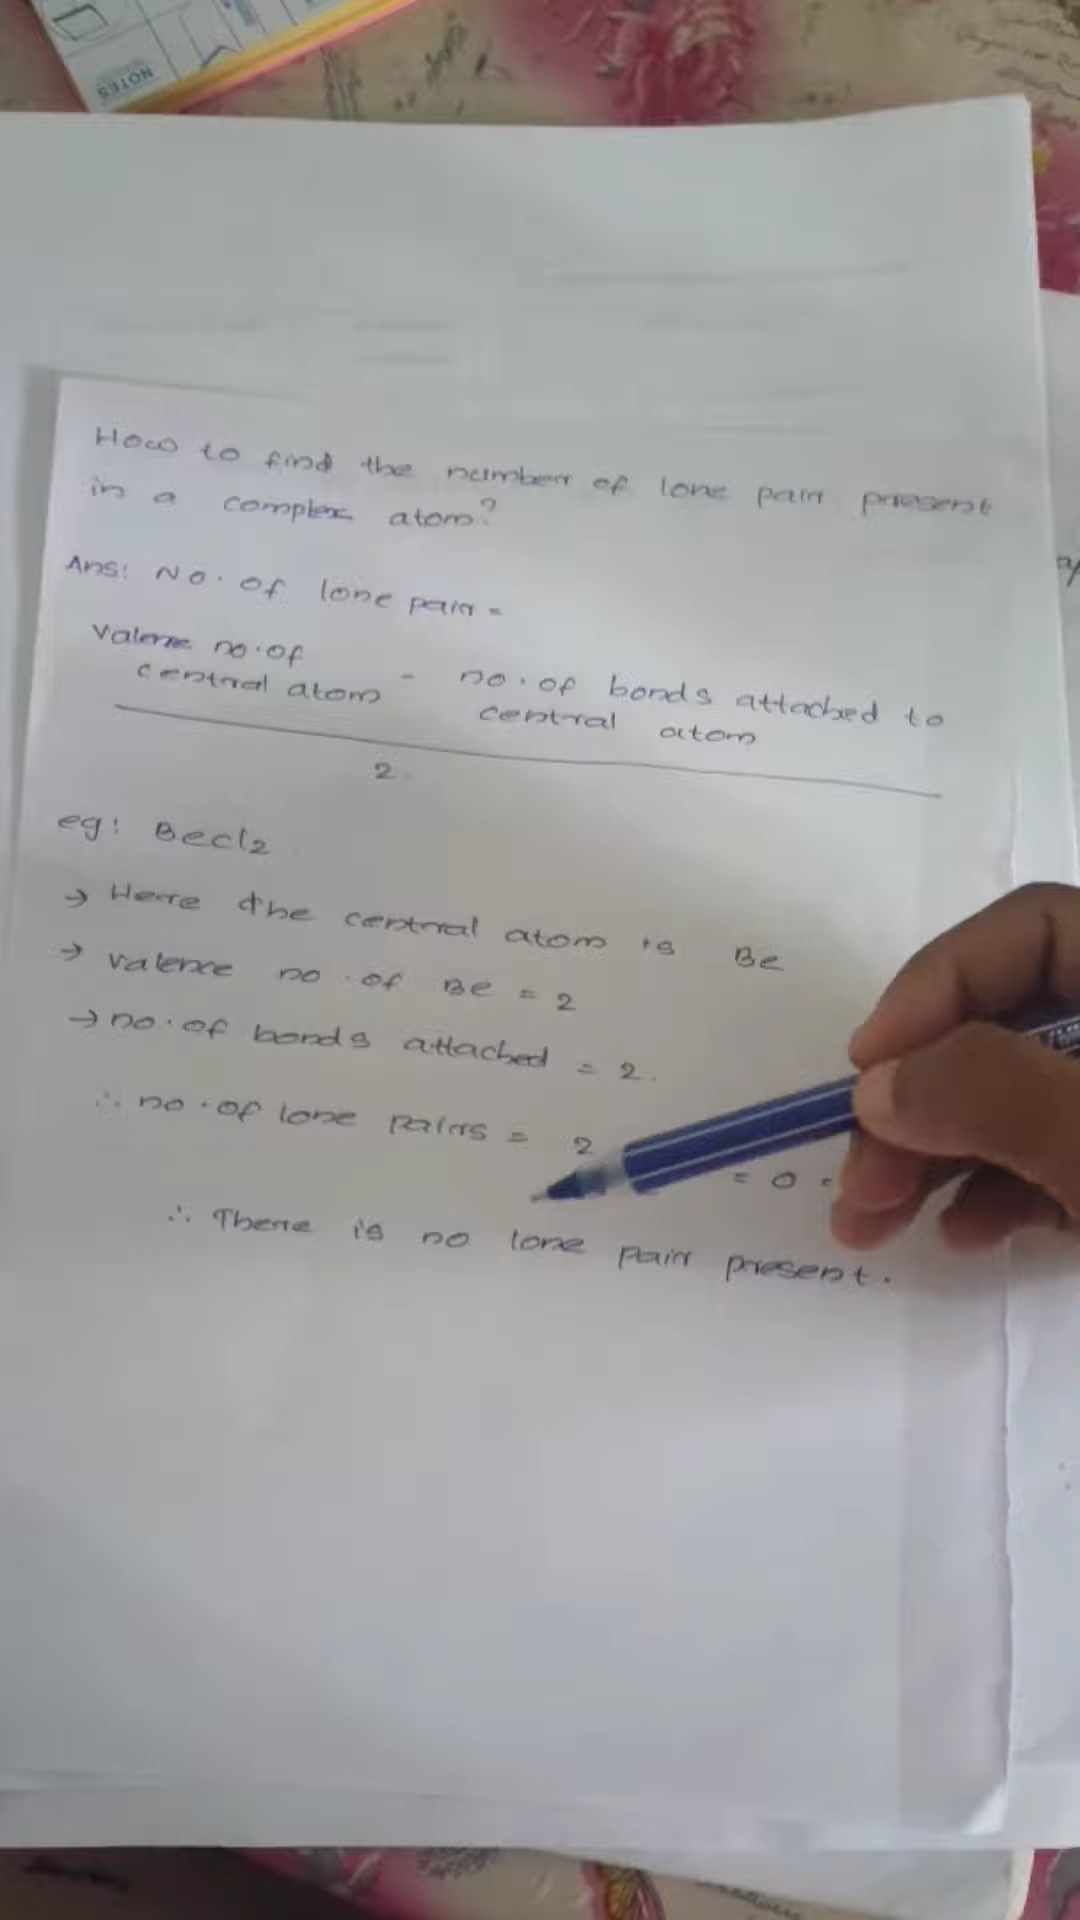 NOTES
How to find the number of lone pair present
in a complex atom?
Ans: No. of lone pair =
Valence no. of central atom - no. of bonds attached to central atom
2
eg: Becl2
→ Here the central atom is Be
→ valence no. of Be = 2
→ no. of bonds attached = 2.
∴ no. of lone pairs = 2 = 0
∴ There is no lone pair present.